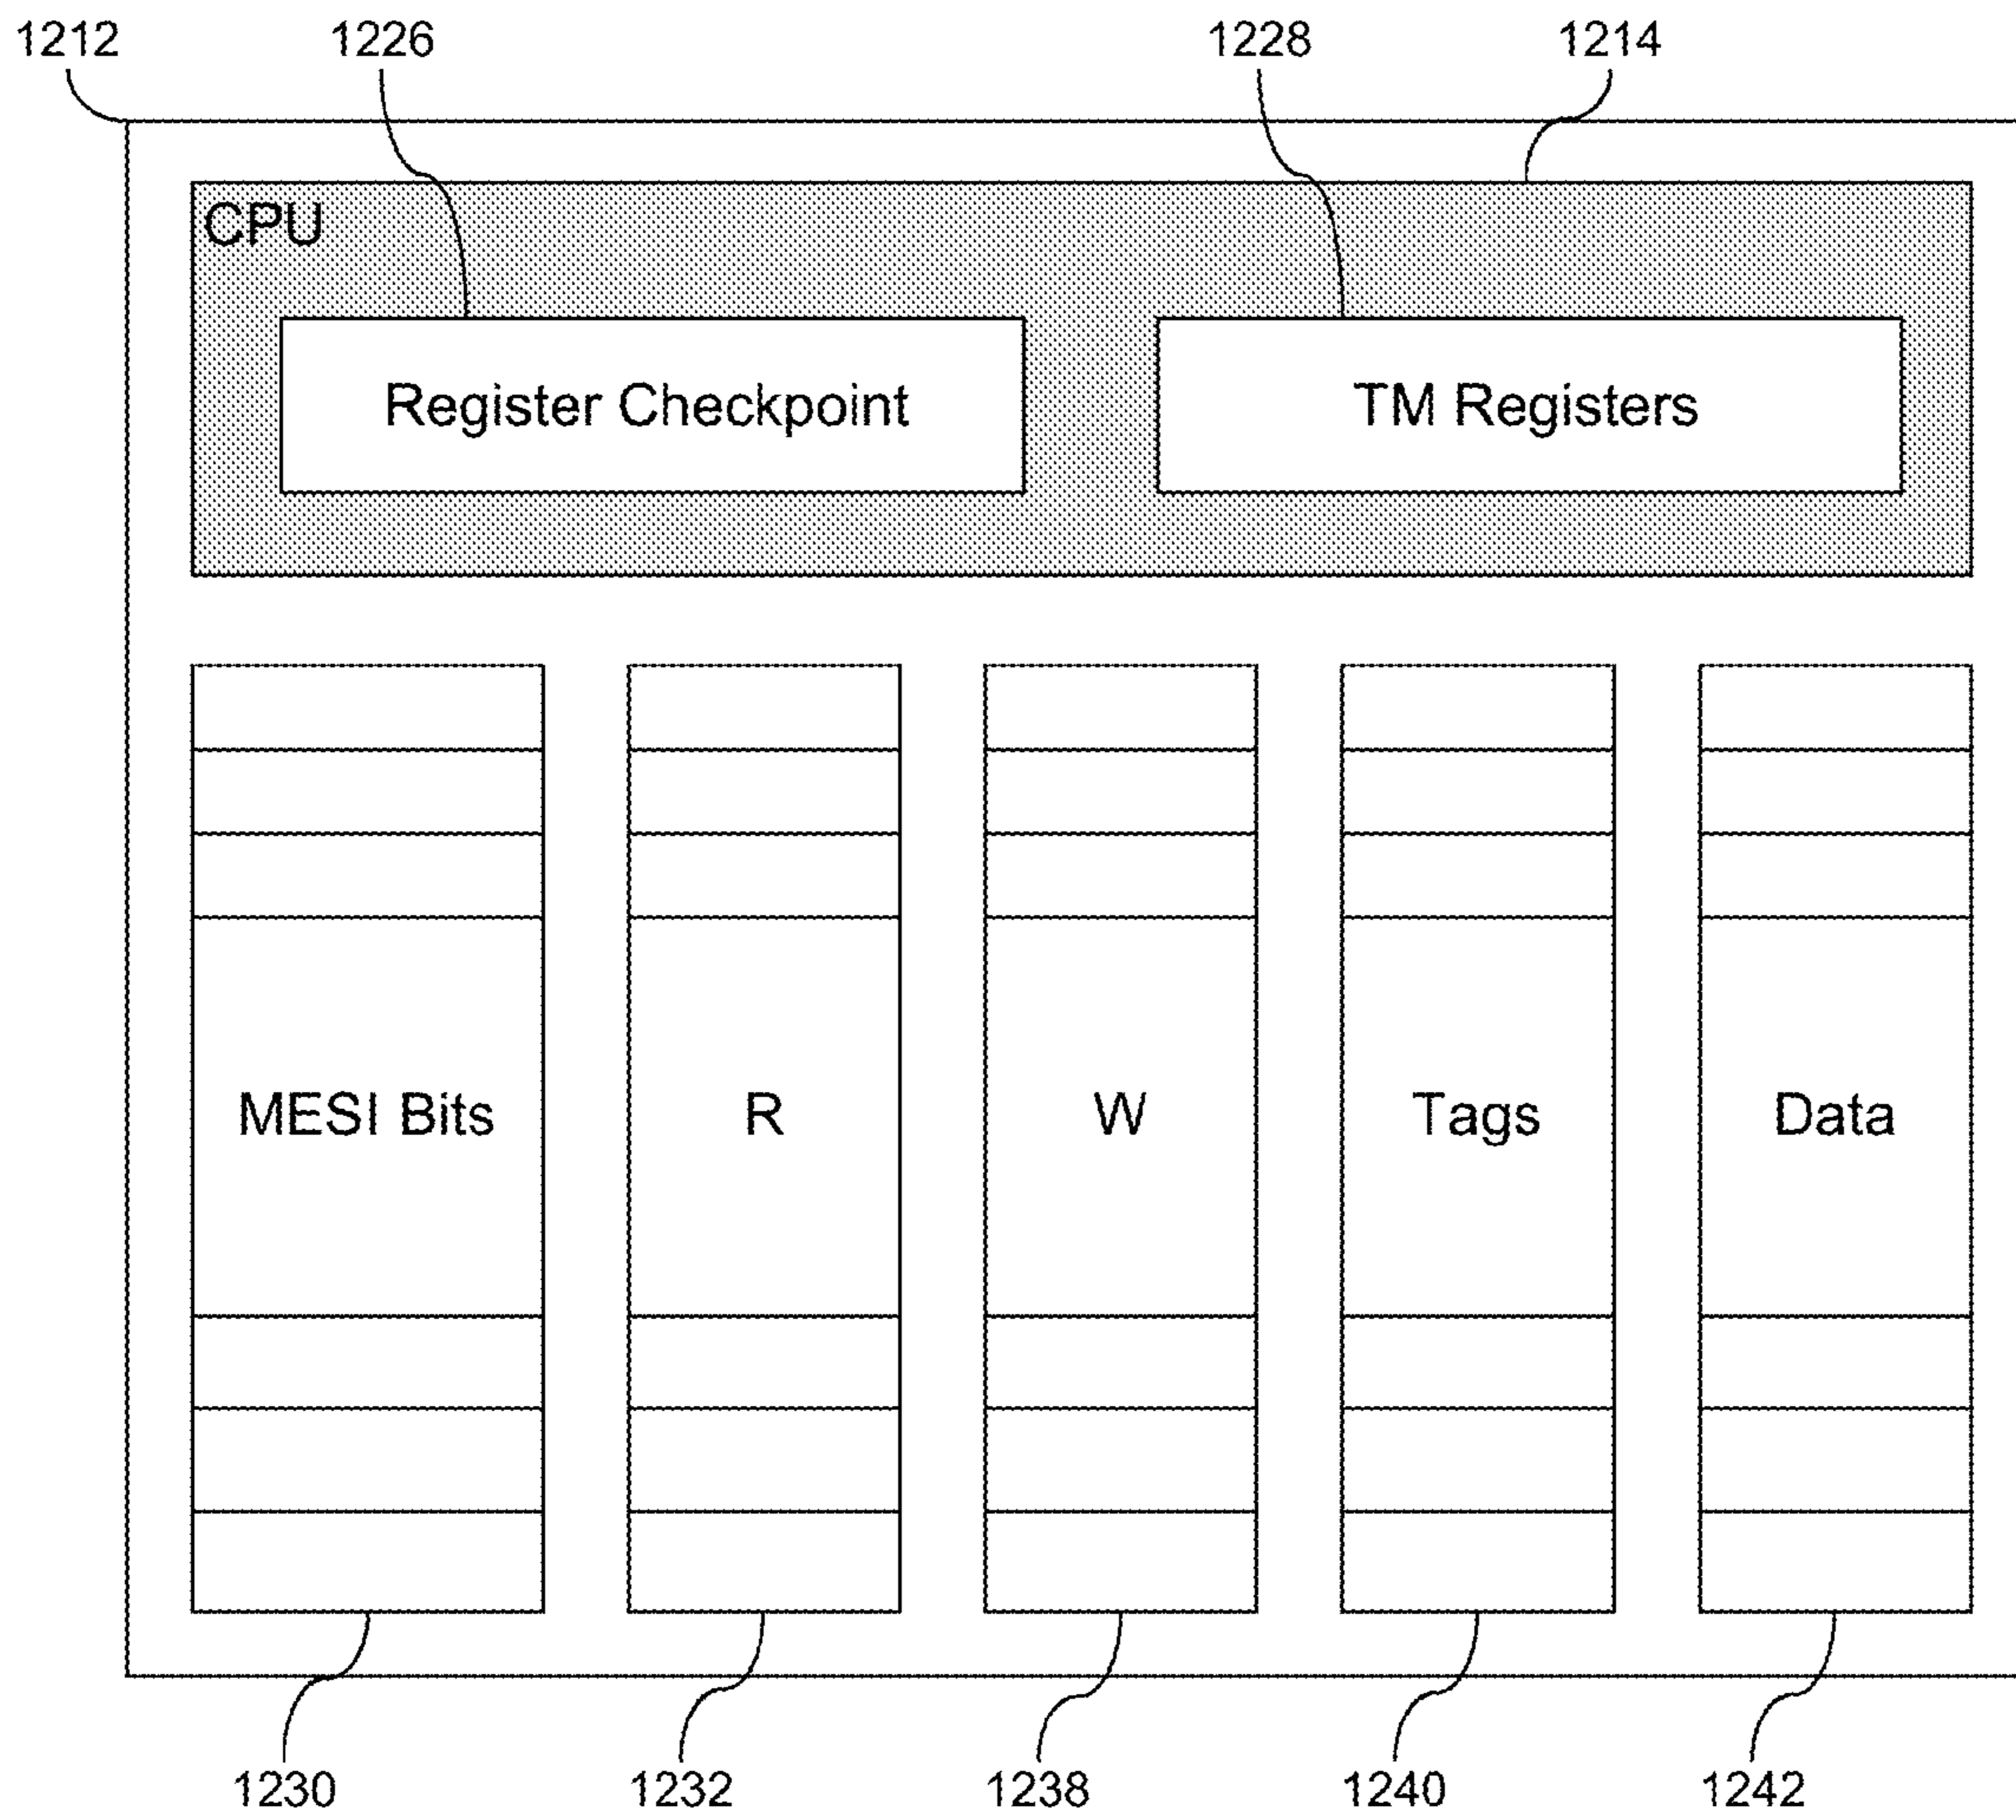 1212 1226 1228 1214
CPU
Register Checkpoint TM Registers
MESI Bits R W Tags Data
1230 1232 1238 1240 1242